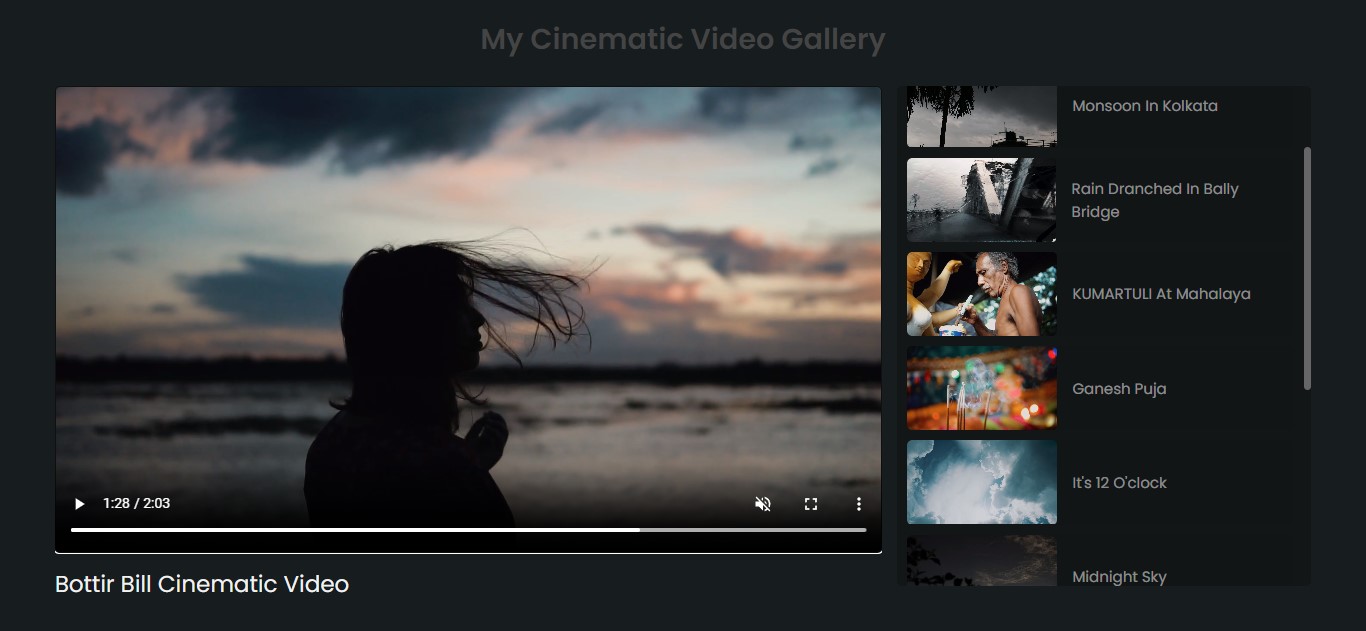 My Cinematic Video Gallery
Monsoon In Kolkata
Rain Dranched In Bally
Bridge
KUMARTULI At Mahalaya
Ganesh Puja
It's 12 O'clock
Midnight Sky
1:28 / 2:03
Bottir Bill Cinematic Video